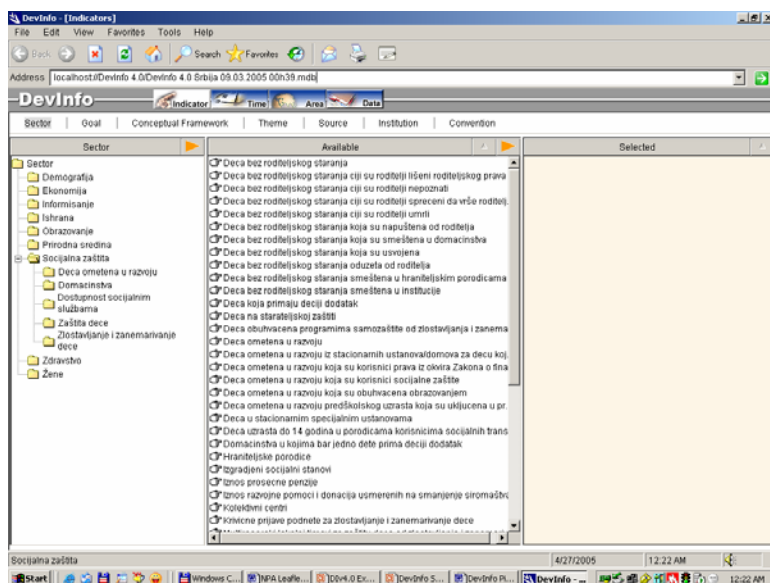 DevInfo - [Indicators]
File Edit View Favorites Tools Help
Back Search Favorites
Address localhost://DevInfo 4.0/DevInfo 4.0 Srbija 09.03.2005 00h39.mdb
DevInfo Indicator Time Area Data
Sector | Goal | Conceptual Framework | Theme | Source | Institution | Convention
Sector Available Selected
Sector
Demografija
Ekonomija
Informisanje
Ishrana
Obrazovanje
Prirodna sredina
Socijalna zaštita
Deca ometena u razvoju
Domacinstva
Dostupnost socijalnim
službama
Zaštita dece
Zlostavljanje i zanemarivanje
dece
Zdravstvo
Žene
Deca bez roditeljskog staranja
Deca bez roditeljskog staranja ciji su roditelji lišeni roditeljskog prava
Deca bez roditeljskog staranja ciji su roditelji nepoznati
Deca bez roditeljskog staranja ciji su roditelji spreceni da vrše roditelj.
Deca bez roditeljskog staranja ciji su roditelji umrli
Deca bez roditeljskog staranja koja su napuštena od roditelja
Deca bez roditeljskog staranja koja su smeštena u domacinstva
Deca bez roditeljskog staranja koja su usvojena
Deca bez roditeljskog staranja oduzeta od roditelja
Deca bez roditeljskog staranja smeštena u hraniteljskim porodicama
Deca bez roditeljskog staranja smeštena u institucije
Deca koja primaju deciji dodatak
Deca na starateljskoj zaštiti
Deca obuhvacena programima samozaštite od zlostavljanja i zanema
Deca ometena u razvoju
Deca ometena u razvoju iz stacionarnih ustanova/domova za decu koj.
Deca ometena u razvoju koja su korisnici prava iz okvira Zakona o fina
Deca ometena u razvoju koja su korisnici socijalne zaštite
Deca ometena u razvoju koja su obuhvacena obrazovanjem
Deca ometena u razvoju predškolskog uzrasta koja su ukljucena u pr.
Deca u stacionarnim specijalnim ustanovama
Deca uzrasta do 14 godina u porodicama korisnicima socijalnih trans
Domacinstva u kojima bar jedno dete prima deciji dodatak
Hraniteljske porodice
Izgradjeni socijalni stanovi
Iznos prosecne penzije
Iznos razvojne pomoci i donacija usmerenih na smanjenje siromaštva
Kolektivni centri
Krivicne prijave podnete za zlostavljanje i zanemarivanje dece
Socijalna zaštita 4/27/2005 12:22 AM
Start Windows C... NPA Leafle... DIv4.0 Ex... DevInfo S... DevInfo Pl... DevInfo - ... 12:22 AM